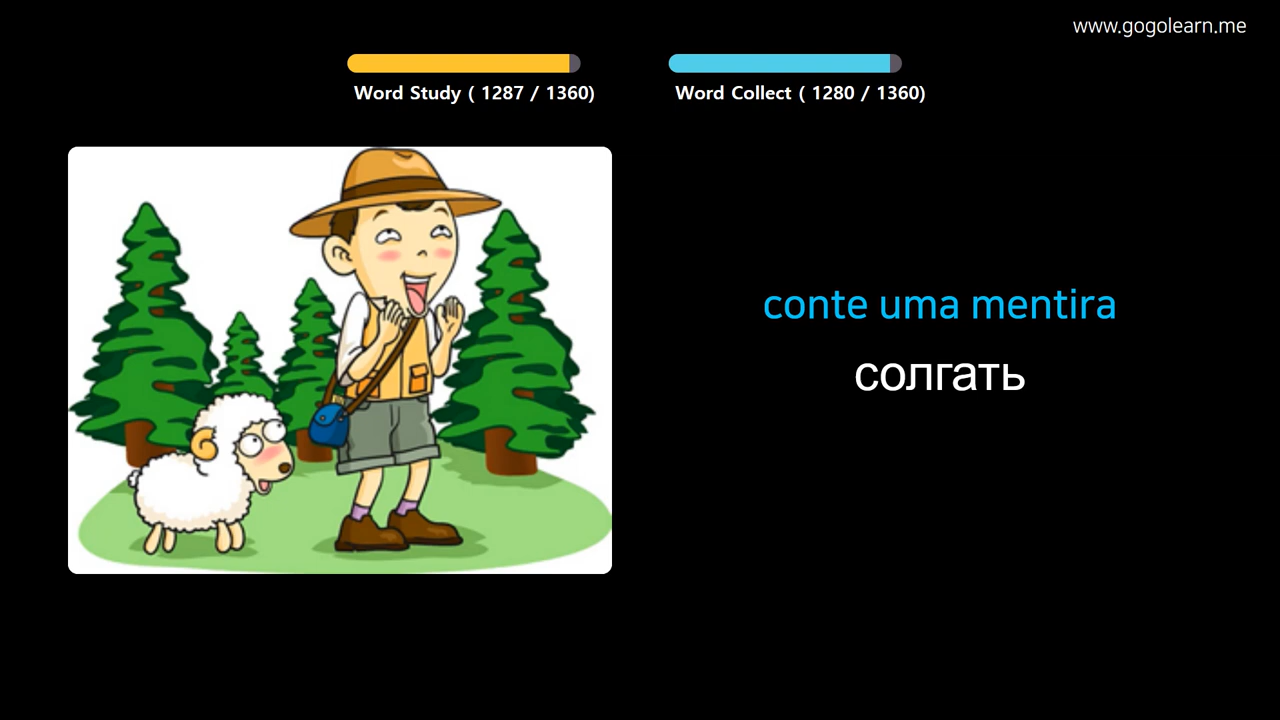 www.gogolearn.me
Word Study ( 1287 / 1360)
Word Collect ( 1280 / 1360)
conte uma mentira
солгать